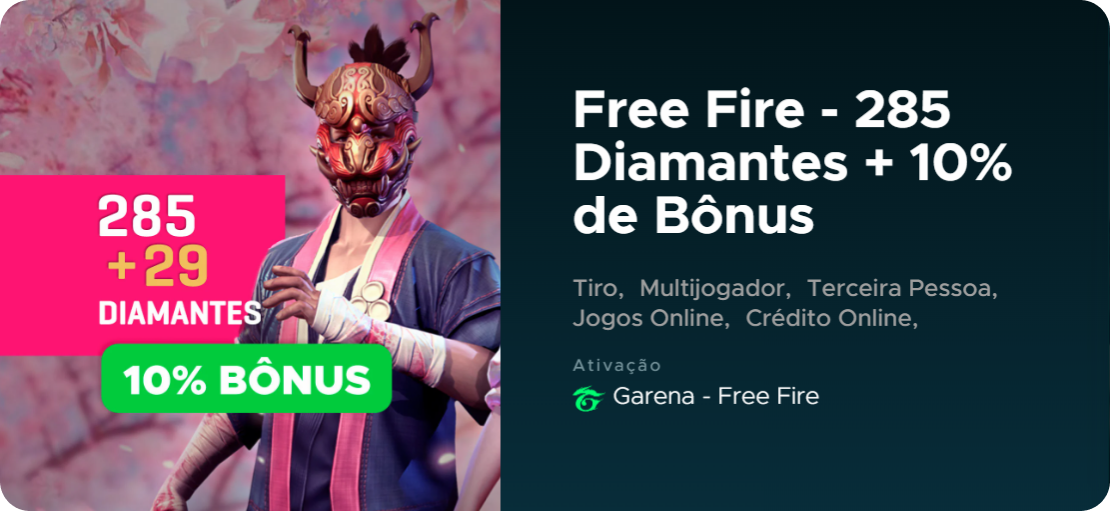 285
+29
DIAMANTES
10% BÔNUS
Free Fire - 285
Diamantes + 10%
de Bônus
Tiro, Multijogador, Terceira Pessoa,
Jogos Online, Crédito Online,
Ativação
Garena - Free Fire